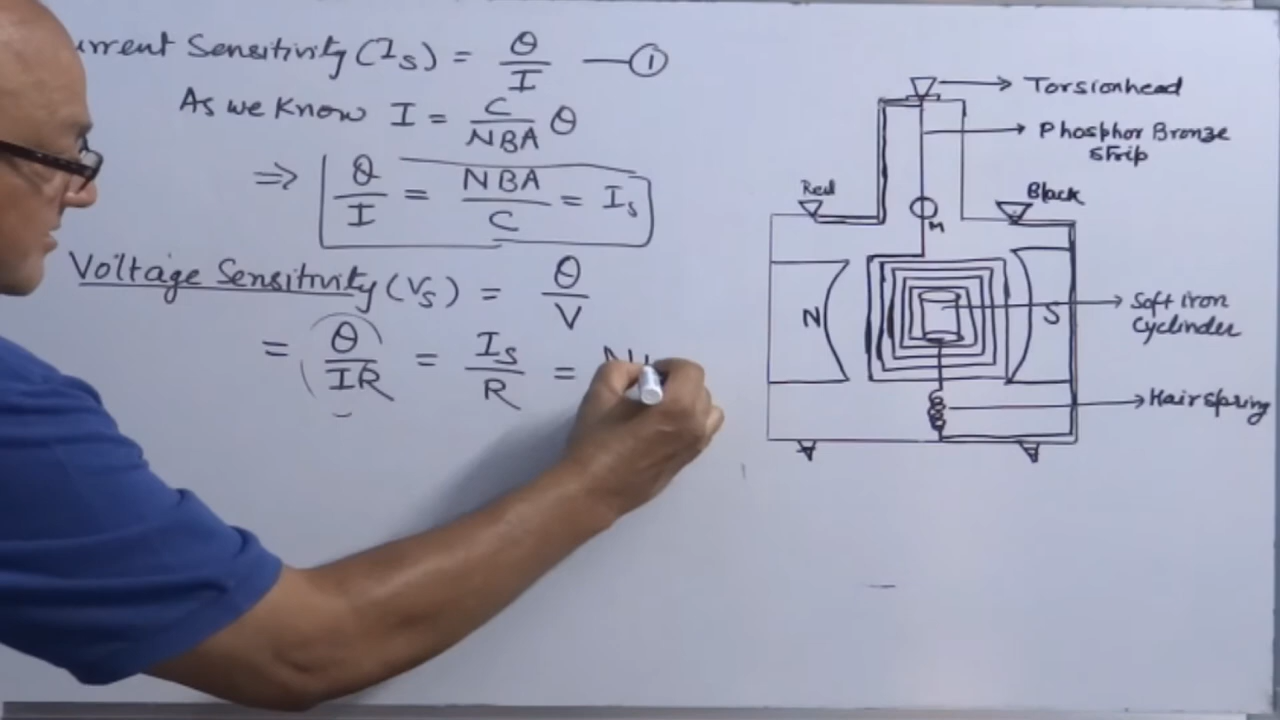 urrent Sensitivity (Is) = θ/I —①
As we Know I = C/NBA θ
⇒ θ/I = NBA/C = Is
Voltage Sensitivity (Vs) = θ/V
= θ/IR = Is/R = N
Torsionhead
Phosphor Bronze
strip
Red
Black
M
N
S
Soft iron
Cyclinder
Hairspring